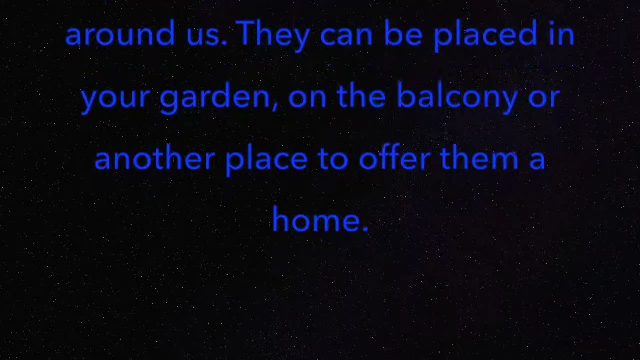 around us. They can be placed in
your garden, on the balcony or
another place to offer them a
home.